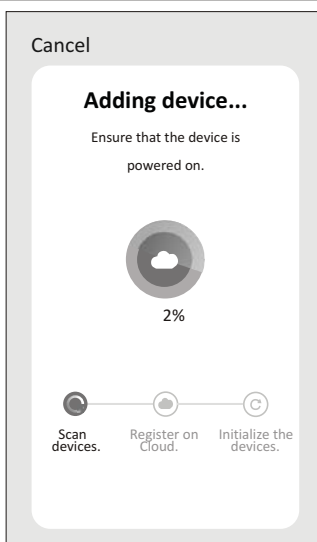 Cancel
Adding device...
Ensure that the device is
powered on.
2%
Scan
devices.
Register on
Cloud.
Initialize the
devices.